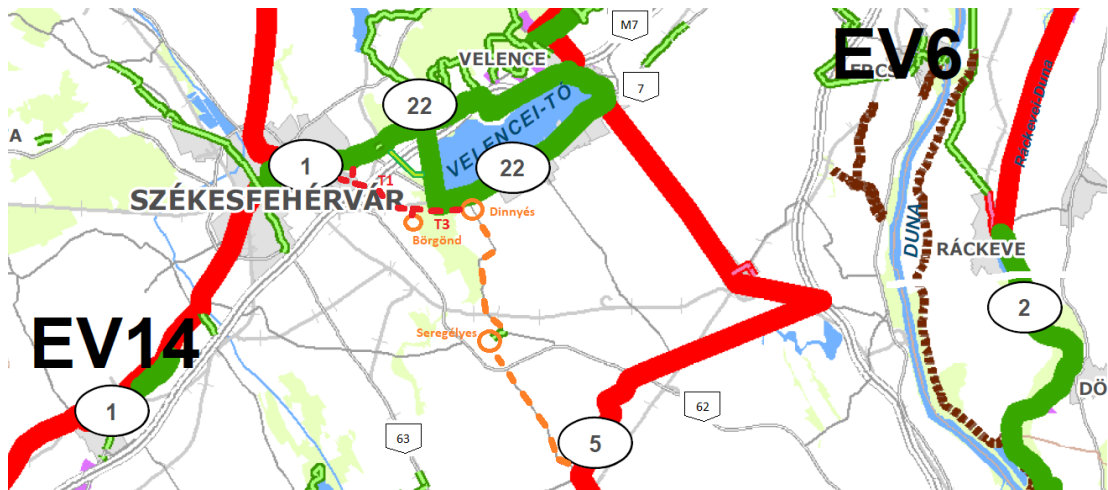 M7
VELENCE
EV6
7
22
A
VELENCEI-TÓ
Ráckevei-Duna
1
22
T1
SZÉKESFEHÉRVÁR
Dinnyés
T3
Börgönd
DUNA
RÁCKEVE
2
EV14
Seregélyes
DÖ
1
62
63
5